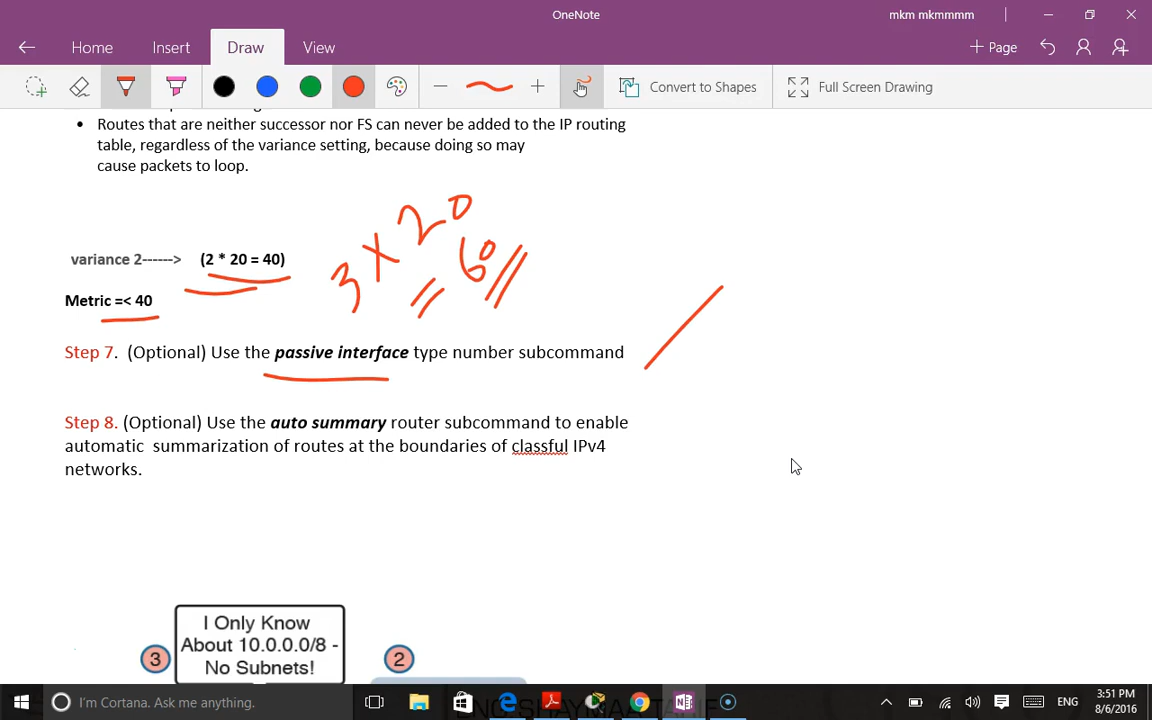 OneNote
mkm mkmmmm
Home Insert Draw View
Page
Convert to Shapes
Full Screen Drawing
• Routes that are neither successor nor FS can never be added to the IP routing
table, regardless of the variance setting, because doing so may
cause packets to loop.
3 x 20
60
variance 2------> (2 * 20 = 40)
Metric =< 40
Step 7. (Optional) Use the passive interface type number subcommand
Step 8. (Optional) Use the auto summary router subcommand to enable
automatic summarization of routes at the boundaries of classful IPv4
networks.
I Only Know
About 10.0.0.0/8 -
No Subnets!
3
2
I'm Cortana. Ask me anything.
ENG
3:51 PM
8/6/2016